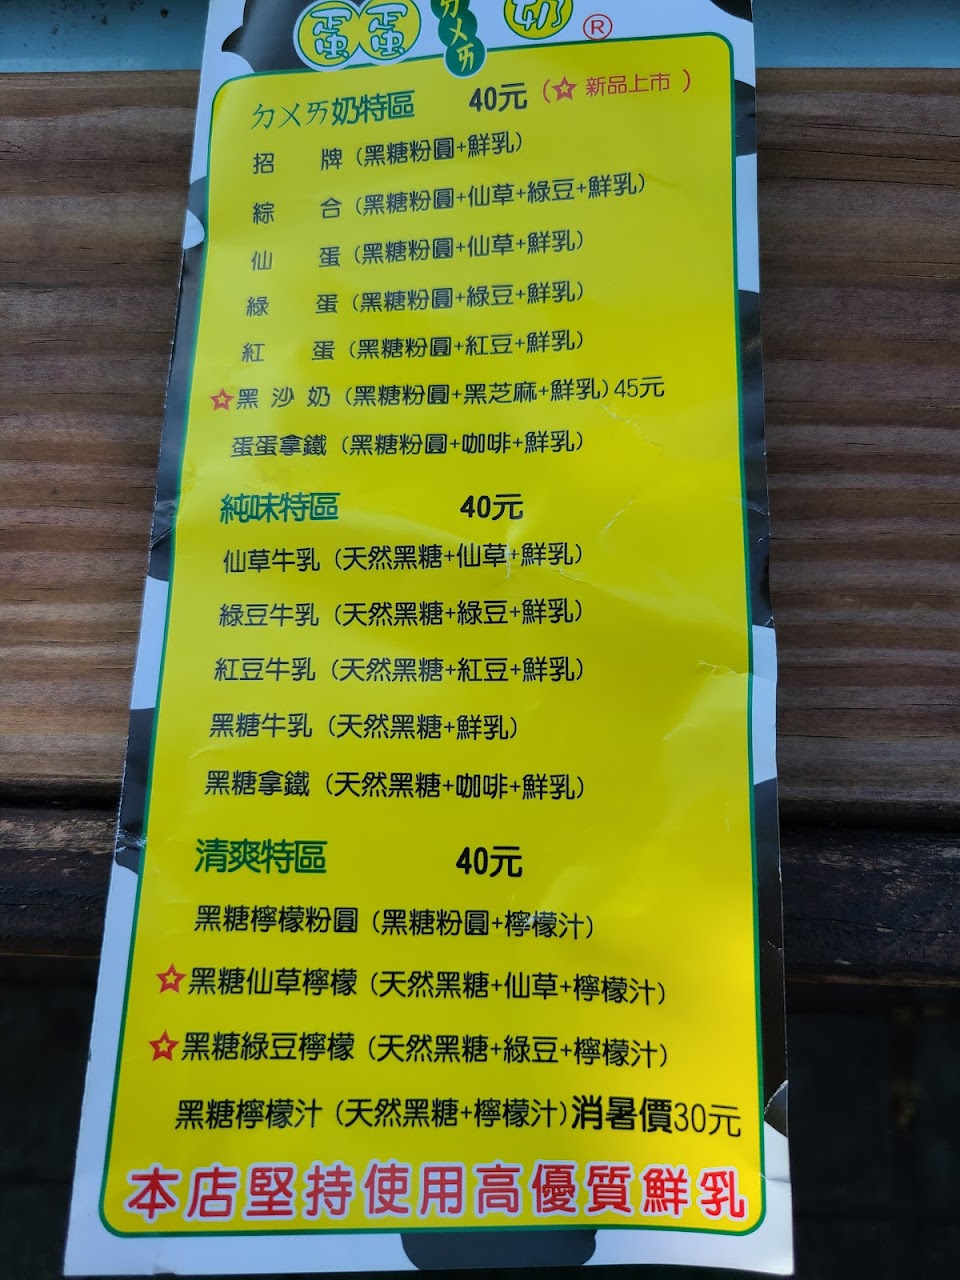 蛋蛋ㄉㄨㄞ奶®
ㄉㄨㄞ奶特區 40元 (☆ 新品上市 )
招 牌 (黑糖粉圓+鮮乳)
綜 合 (黑糖粉圓+仙草+綠豆+鮮乳)
仙 蛋 (黑糖粉圓+仙草+鮮乳)
綠 蛋 (黑糖粉圓+綠豆+鮮乳)
紅 蛋 (黑糖粉圓+紅豆+鮮乳)
☆黑 沙 奶 (黑糖粉圓+黑芝麻+鮮乳) 45元
蛋蛋拿鐵 (黑糖粉圓+咖啡+鮮乳)
純味特區 40元
仙草牛乳 (天然黑糖+仙草+鮮乳)
綠豆牛乳 (天然黑糖+綠豆+鮮乳)
紅豆牛乳 (天然黑糖+紅豆+鮮乳)
黑糖牛乳 (天然黑糖+鮮乳)
黑糖拿鐵 (天然黑糖+咖啡+鮮乳)
清爽特區 40元
黑糖檸檬粉圓 (黑糖粉圓+檸檬汁)
☆黑糖仙草檸檬 (天然黑糖+仙草+檸檬汁)
☆黑糖綠豆檸檬 (天然黑糖+綠豆+檸檬汁)
黑糖檸檬汁 (天然黑糖+檸檬汁) 消暑價30元
本店堅持使用高優質鮮乳